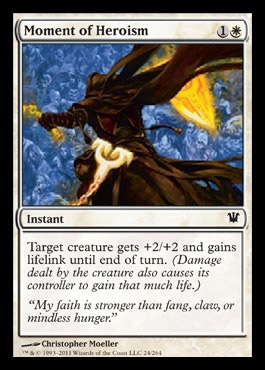 Moment of Heroism 1
Instant
Target creature gets +2/+2 and gains
lifelink until end of turn. (Damage
dealt by the creature also causes its
controller to gain that much life.)
"My faith is stronger than fang, claw, or
mindless hunger."
Christopher Moeller
™ & © 1993-2011 Wizards of the Coast LLC 24/264